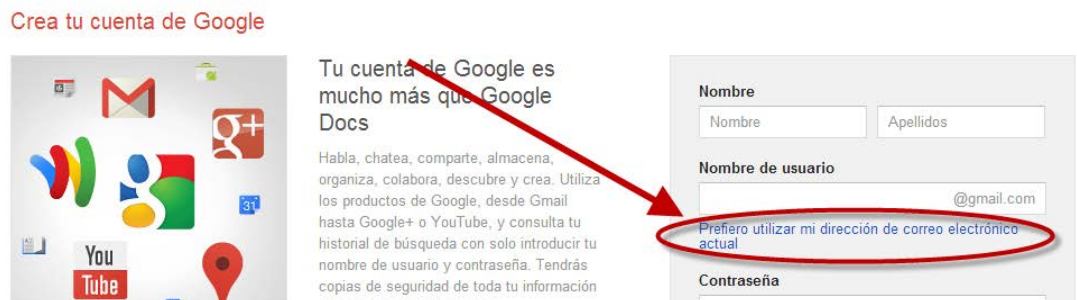 Crea tu cuenta de Google
Tu cuenta de Google es
mucho más que Google
Docs
Habla, chatea, comparte, almacena,
organiza, colabora, descubre y crea. Utiliza
los productos de Google, desde Gmail
hasta Google+ o YouTube, y consulta tu
historial de búsqueda con solo introducir tu
nombre de usuario y contraseña. Tendrás
copias de seguridad de toda tu información
Nombre
Nombre
Apellidos
Nombre de usuario
@gmail.com
Prefiero utilizar mi dirección de correo electrónico
actual
Contraseña
g+
g
31
You
Tube